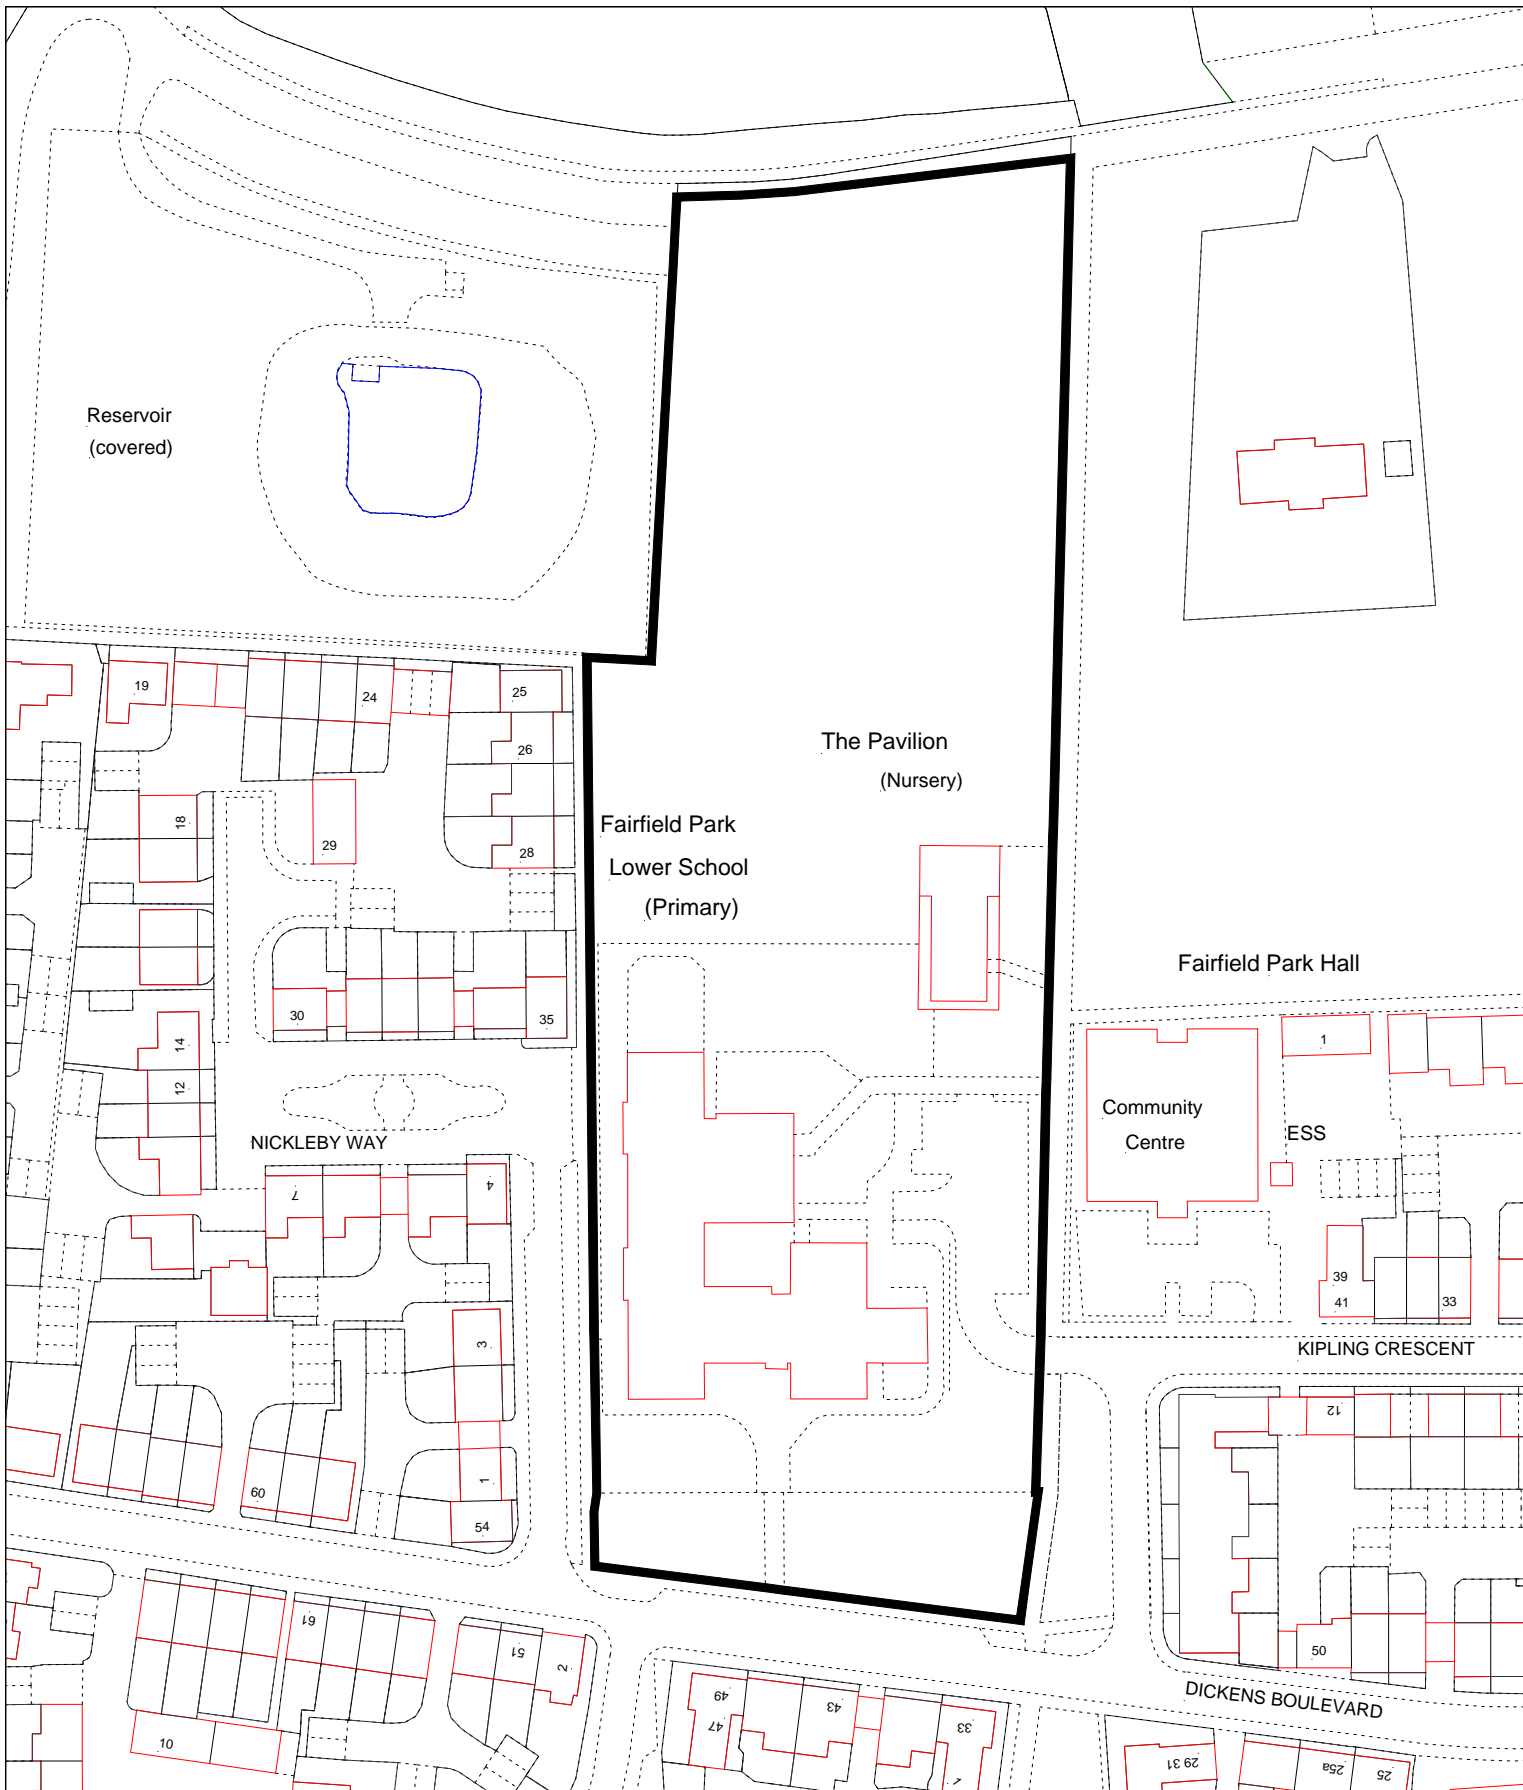 Reservoir
(covered)
19
24
25
26
The Pavilion
(Nursery)
18
29
28
Fairfield Park
Lower School
(Primary)
Fairfield Park Hall
30
35
14
12
1
Community
Centre
ESS
NICKLEBY WAY
7
4
39
41
33
3
KIPLING CRESCENT
12
60
1
54
61
51
2
50
DICKENS BOULEVARD
49
47
43
33
10
29 31
25a
25
1